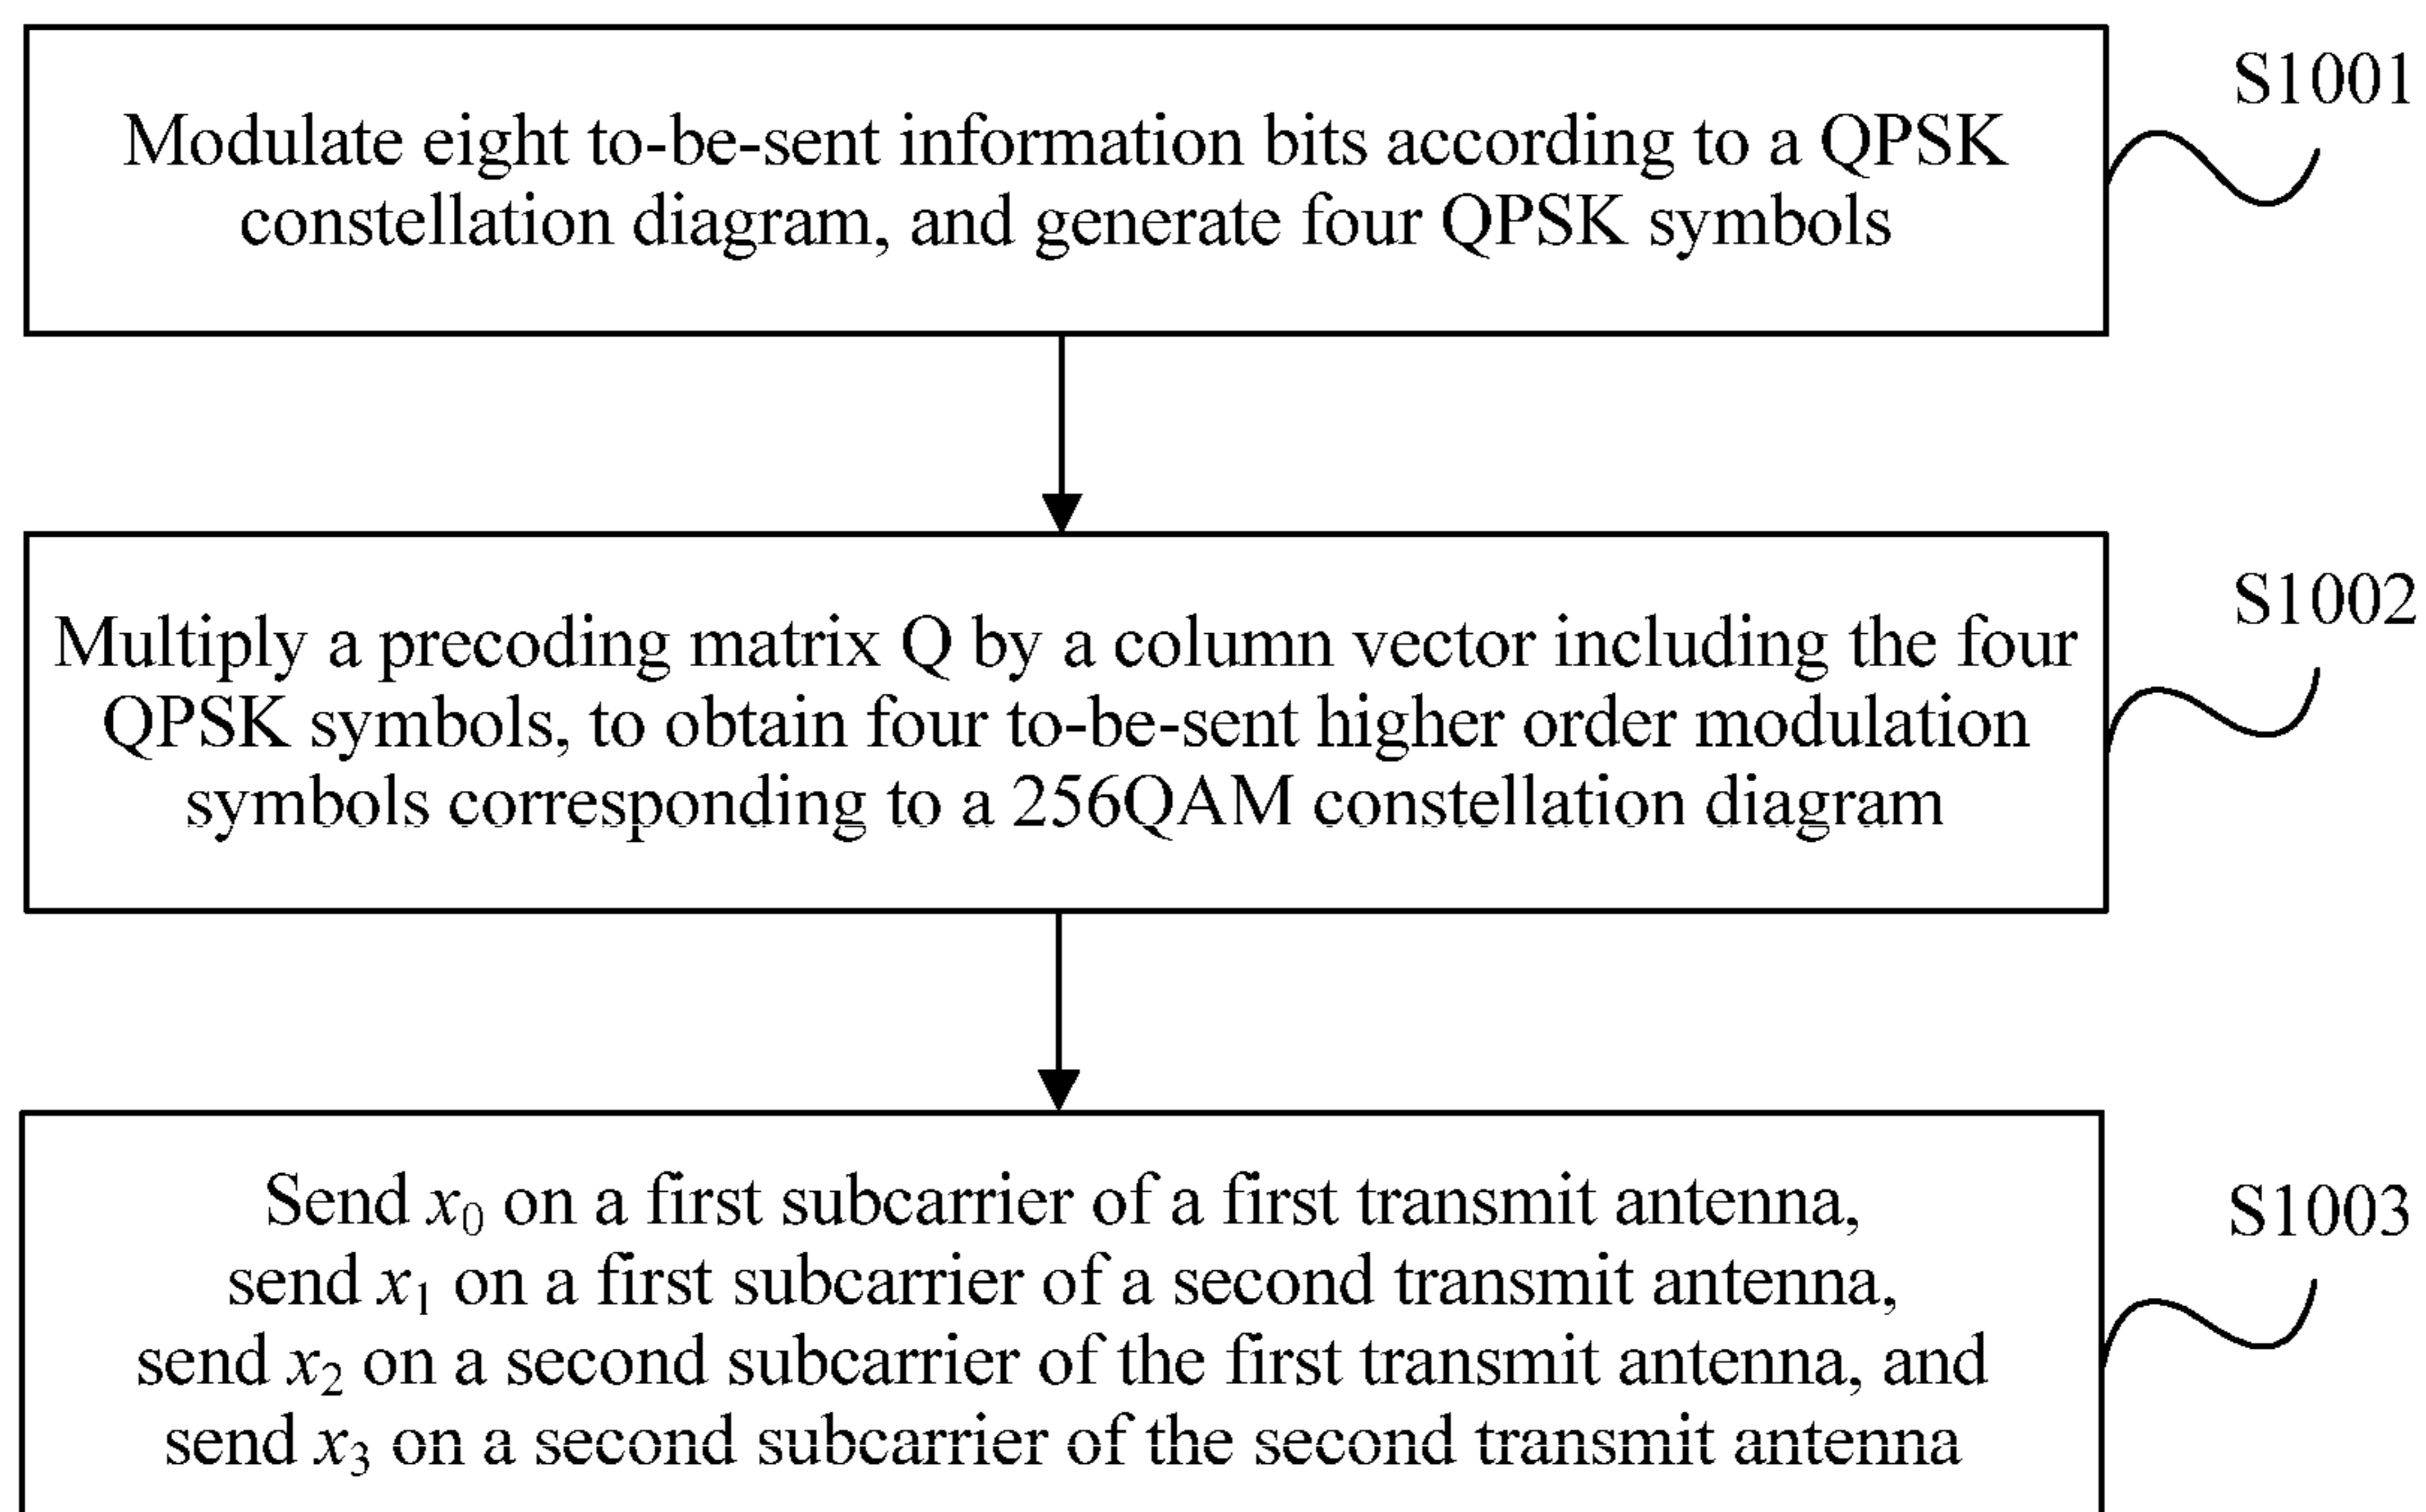 S1001
Modulate eight to-be-sent information bits according to a QPSK
constellation diagram, and generate four QPSK symbols
S1002
Multiply a precoding matrix Q by a column vector including the four
QPSK symbols, to obtain four to-be-sent higher order modulation
symbols corresponding to a 256QAM constellation diagram
S1003
Send x₀ on a first subcarrier of a first transmit antenna,
send x₁ on a first subcarrier of a second transmit antenna,
send x₂ on a second subcarrier of the first transmit antenna, and
send x₃ on a second subcarrier of the second transmit antenna